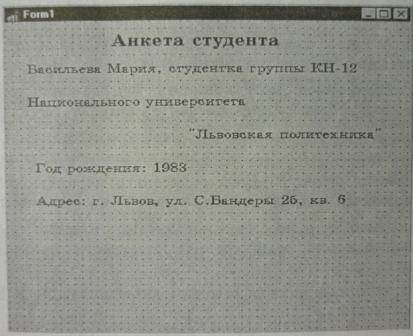 Form1
Анкета студента
Васильева Мария, студентка группы КН-12
Национального университета
"Львовская политехника"
Год рождения: 1983
Адрес: г. Львов, ул. С.Бандеры 25, кв. 6